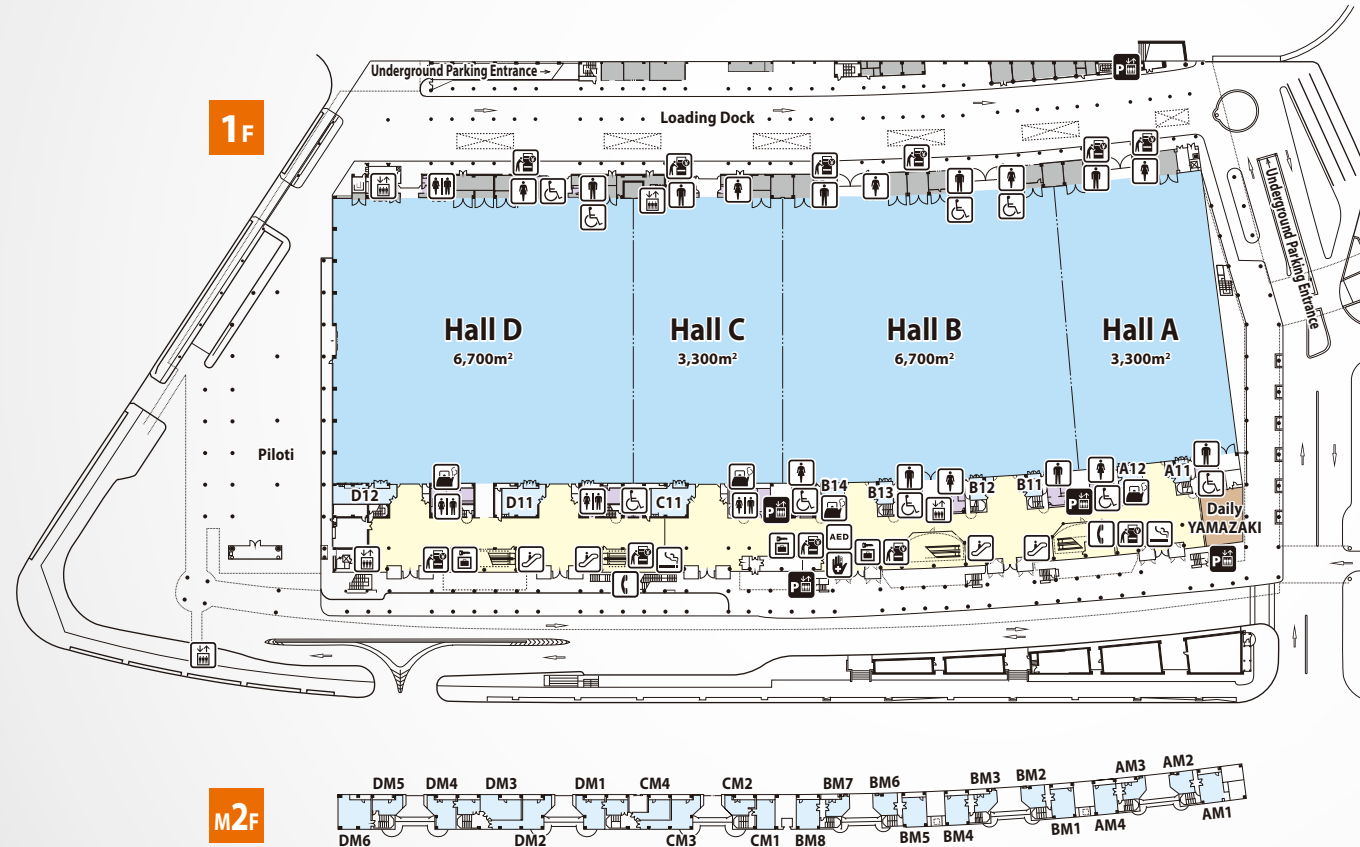 Underground Parking Entrance →
P
1F
Loading Dock
Underground Parking Entrance
Hall D
6,700m²
Hall C
3,300m²
Hall B
6,700m²
Hall A
3,300m²
Piloti
D12
D11
C11
B14
B13
B12
B11
A12
A11
P
P
Daily
YAMAZAKI
AED
P
P
M2F
DM5
DM4
DM3
DM1
CM4
CM2
BM7
BM6
BM3
BM2
AM3
AM2
DM6
DM2
CM3
CM1
BM8
BM5
BM4
BM1
AM4
AM1